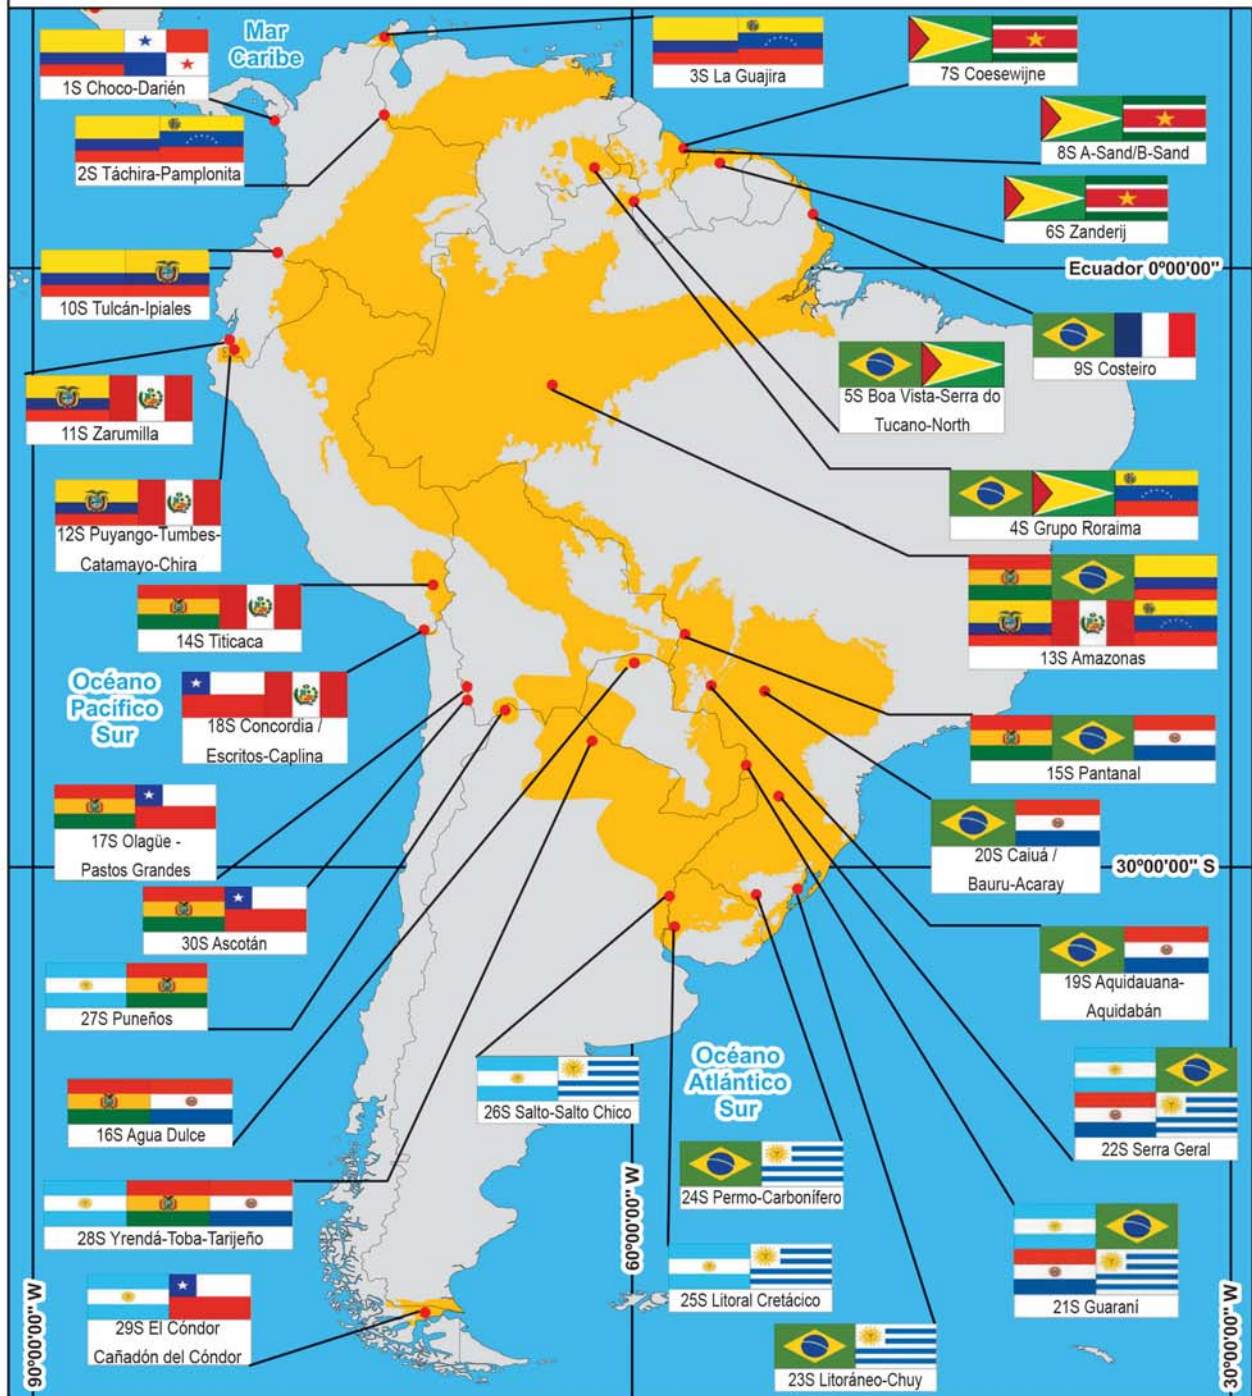 Mar
Caribe
1S Choco-Darién
3S La Guajira
7S Coesewijne
2S Táchira-Pamplonita
8S A-Sand/B-Sand
6S Zanderij
Ecuador 0º00'00"
10S Tulcán-Ipiales
9S Costeiro
5S Boa Vista-Serra do
Tucano-North
11S Zarumilla
4S Grupo Roraima
12S Puyango-Tumbes-
Catamayo-Chira
14S Titicaca
13S Amazonas
Océano
Pacífico
Sur
18S Concordia /
Escritos-Caplina
15S Pantanal
17S Olagüe -
Pastos Grandes
20S Caiuá /
Bauru-Acaray
30º00'00" S
30S Ascotán
19S Aquidauana-
Aquidabán
27S Puneños
Océano
Atlántico
Sur
26S Salto-Salto Chico
16S Agua Dulce
22S Serra Geral
24S Permo-Carbonífero
28S Yrendá-Toba-Tarijeño
25S Litoral Cretácico
21S Guaraní
29S El Cóndor
Cañadón del Cóndor
23S Litoráneo-Chuy
90º00'00" W
60º00'00" W
30º00'00" W